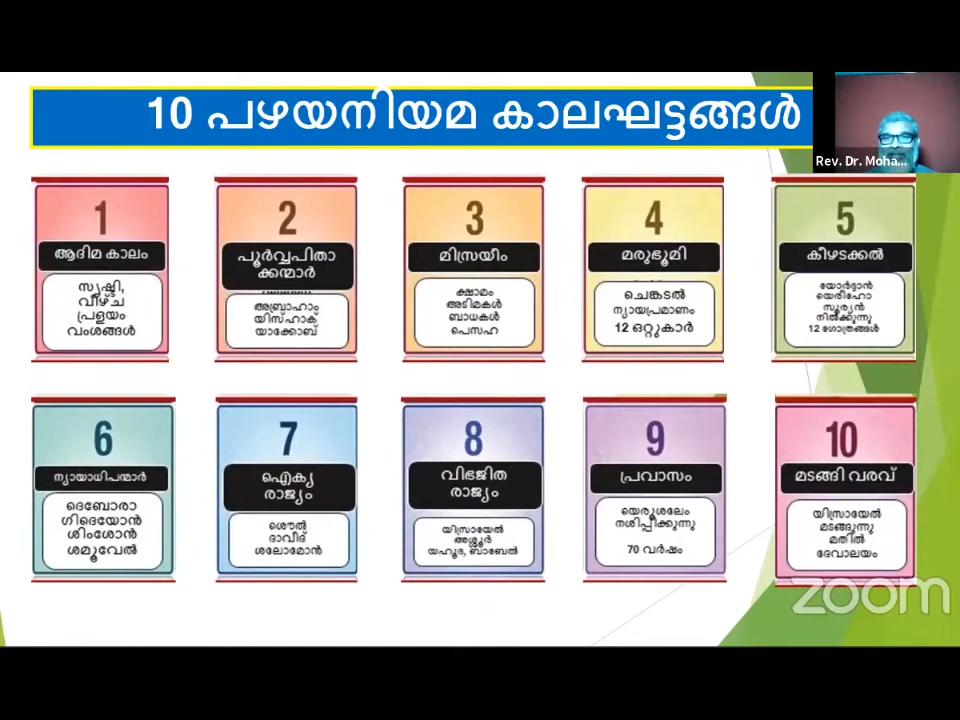 10 പഴയനിയമ കാലഘട്ടങ്ങൾ
Rev. Dr. Moha...
1
ആദിമ കാലം
സൃഷ്ടി,
വീഴ്ച
പ്രളയം
വംശങ്ങൾ
2
പൂർവ്വപിതാ
ക്കന്മാർ
അബ്രാഹാം
യിസ്ഹാക്
യാക്കോബ്
3
മിസ്രയീം
ക്ഷാമം
അടിമകൾ
ബാധകൾ
പെസഹ
4
മരുഭൂമി
ചെങ്കടൽ
ന്യായപ്രമാണം
12 ഒറ്റുകാർ
5
കീഴടക്കൽ
യോർദ്ദാൻ
യെരീഹോ
സൂര്യൻ
നിൽക്കുന്നു
12 ഗോത്രങ്ങൾ
6
ന്യായാധിപന്മാർ
ദെബോരാ
ഗിദെയോൻ
ശിംശോൻ
ശമൂവേൽ
7
ഐക്യ
രാജ്യം
ശൌൽ
ദാവീദ്
ശലോമോൻ
8
വിഭജിത
രാജ്യം
യിസ്രായേൽ
അശ്ശൂർ
യഹൂദ, ബാബേൽ
9
പ്രവാസം
യെരുശലേം
നശിപ്പിക്കുന്നു
70 വർഷം
10
മടങ്ങി വരവ്
യിസ്രായേൽ
മടങ്ങുന്നു
മതിൽ
ദേവാലയം
zoom